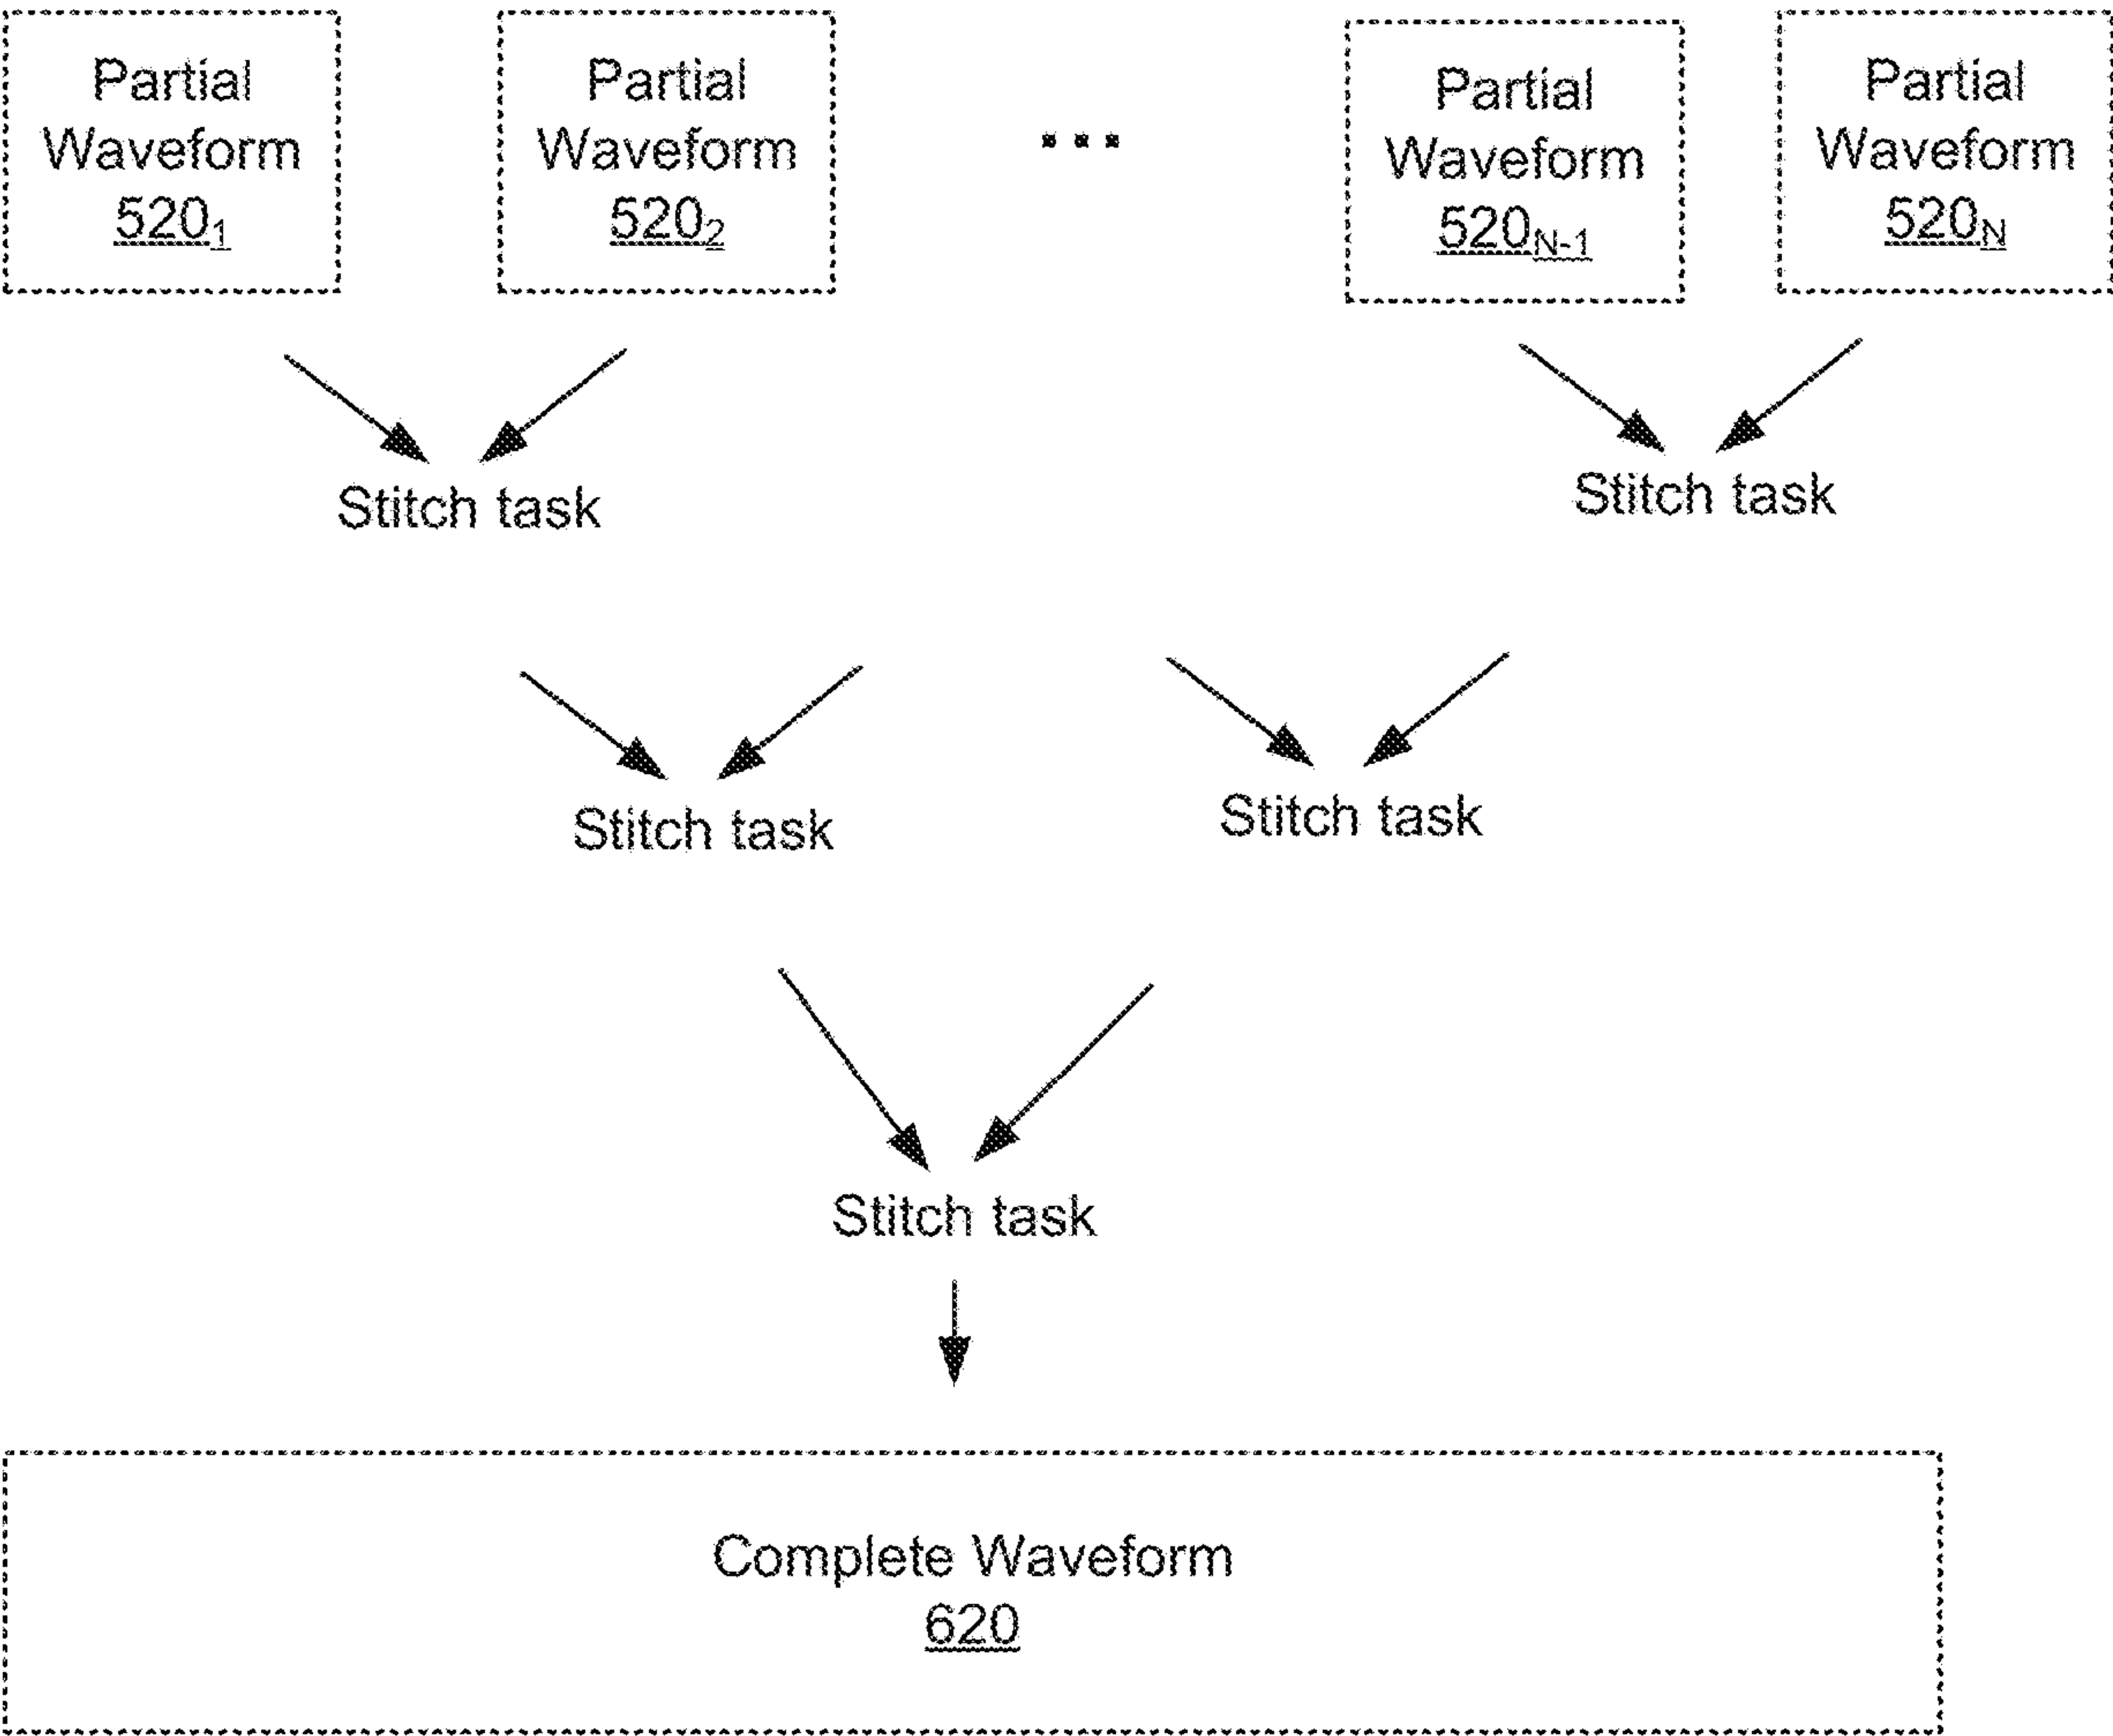 Partial
Waveform
520₁
Partial
Waveform
520₂
...
Partial
Waveform
520N-1
Partial
Waveform
520N
Stitch task
Stitch task
Stitch task
Stitch task
Stitch task
Complete Waveform
620